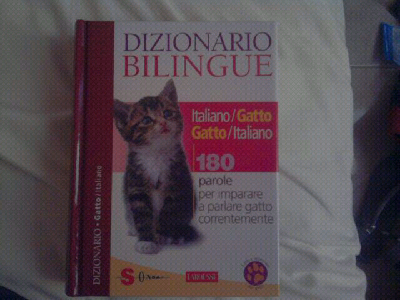 DIZIONARIO
BILINGUE
Italiano/Gatto
Gatto/Italiano
180
parole
per imparare
a parlare gatto
correntemente
DIZIONARIO • Gatto/Italiano
LAROUSSE